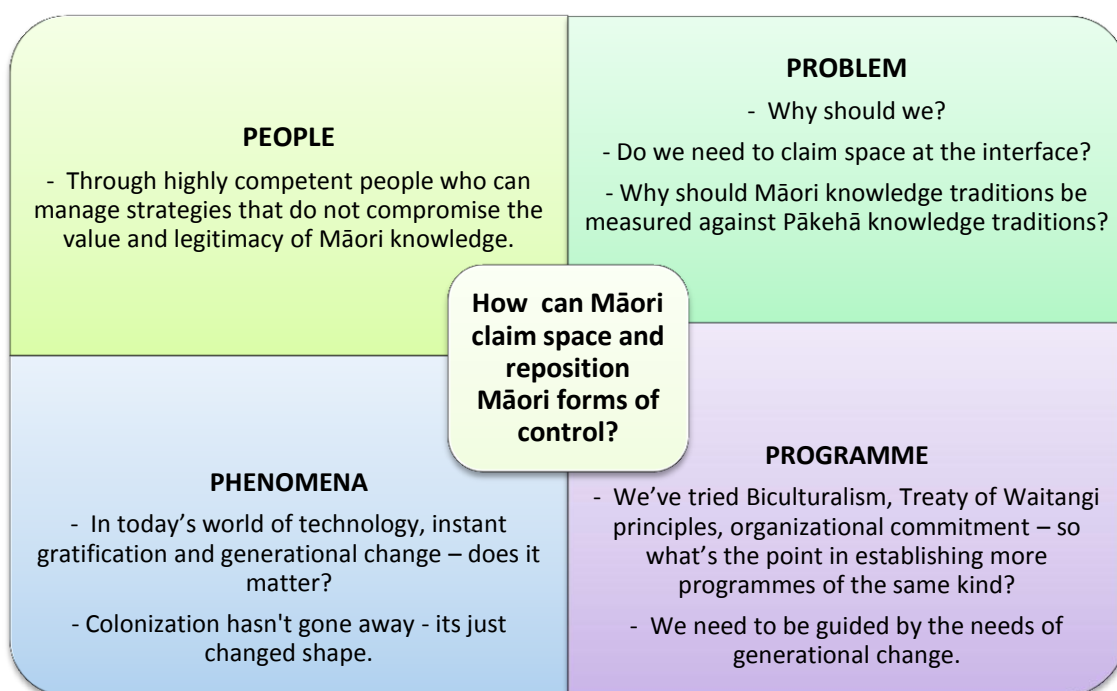 PEOPLE
- Through highly competent people who can
manage strategies that do not compromise the
value and legitimacy of Māori knowledge.
PROBLEM
- Why should we?
- Do we need to claim space at the interface?
- Why should Māori knowledge traditions be
measured against Pākehā knowledge traditions?
How can Māori
claim space and
reposition
Māori forms of
control?
PHENOMENA
- In today’s world of technology, instant
gratification and generational change – does it
matter?
- Colonization hasn't gone away - its just
changed shape.
PROGRAMME
- We’ve tried Biculturalism, Treaty of Waitangi
principles, organizational commitment – so
what’s the point in establishing more
programmes of the same kind?
- We need to be guided by the needs of
generational change.